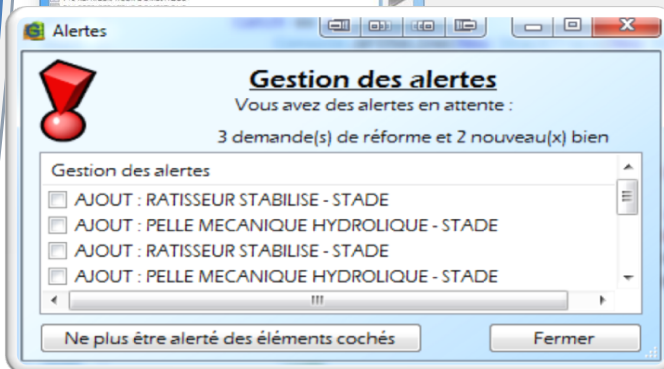 Alertes
Gestion des alertes
Vous avez des alertes en attente :
3 demande(s) de réforme et 2 nouveau(x) bien
Gestion des alertes
AJOUT : RATISSEUR STABILISE - STADE
AJOUT : PELLE MECANIQUE HYDROLIQUE - STADE
AJOUT : RATISSEUR STABILISE - STADE
AJOUT : PELLE MECANIQUE HYDROLIQUE - STADE
Ne plus être alerté des éléments cochés
Fermer